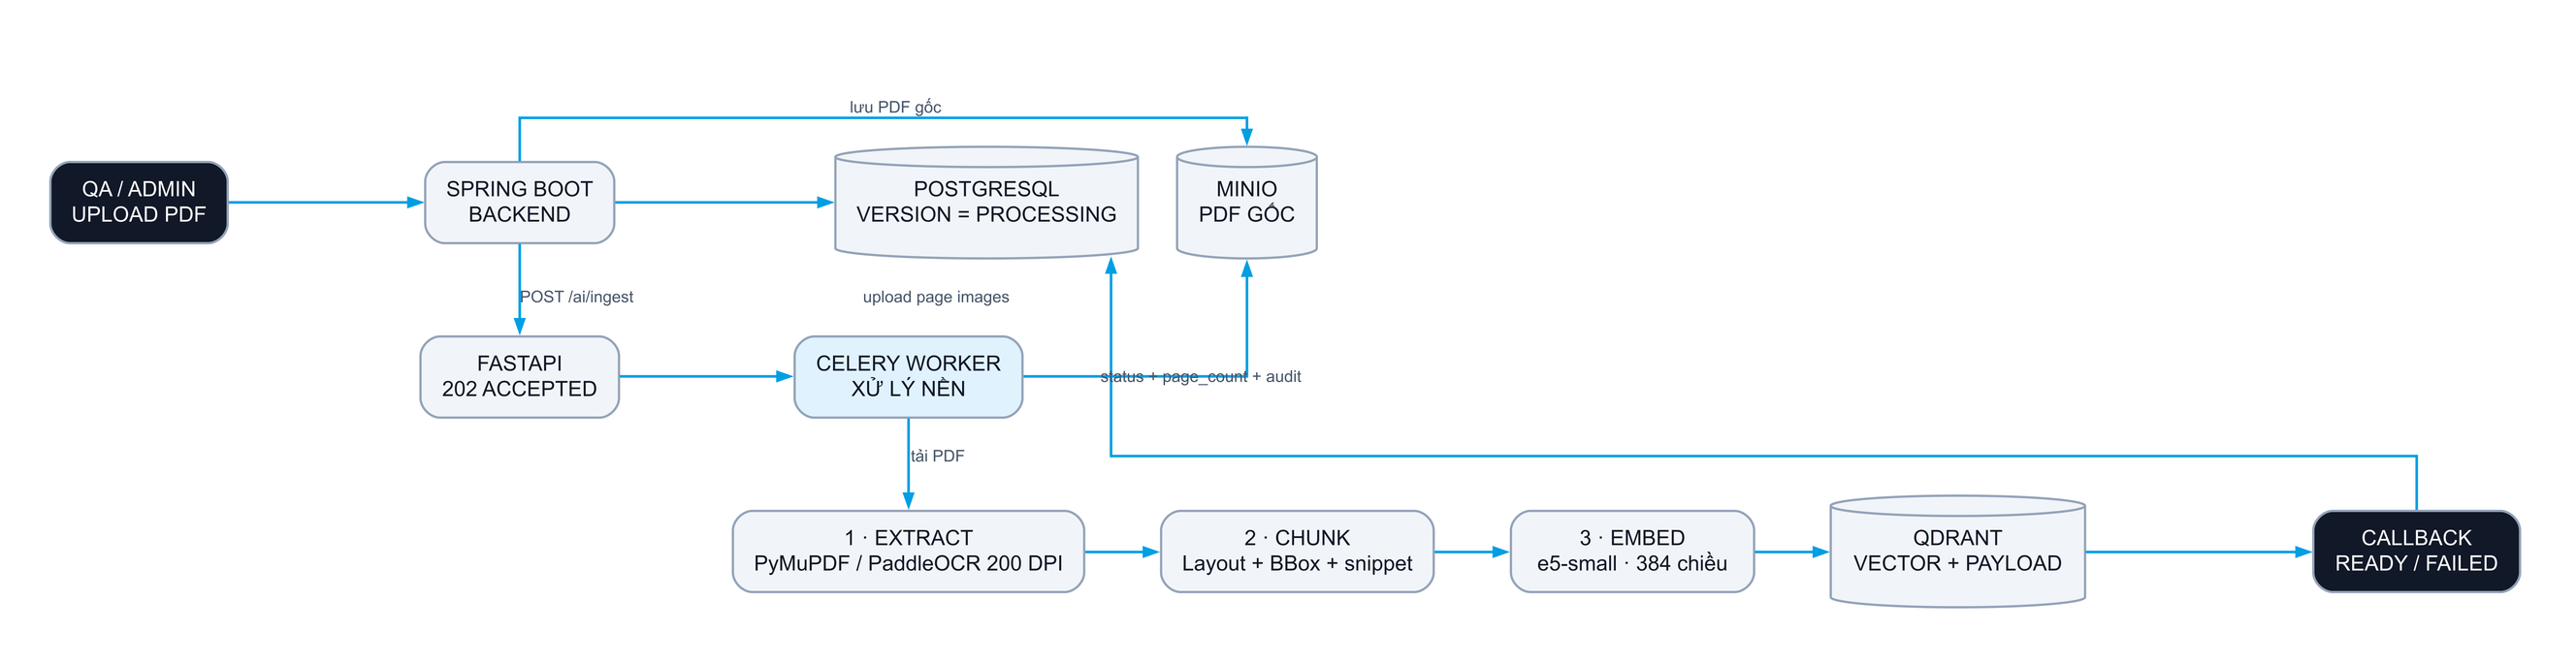 lưu PDF gốc
QA / ADMIN
UPLOAD PDF
SPRING BOOT
BACKEND
POSTGRESQL
VERSION = PROCESSING
MINIO
PDF GỐC
POST /ai/ingest
upload page images
FASTAPI
202 ACCEPTED
CELERY WORKER
XỬ LÝ NỀN
status + page_count + audit
tải PDF
1 · EXTRACT
PyMuPDF / PaddleOCR 200 DPI
2 · CHUNK
Layout + BBox + snippet
3 · EMBED
e5-small · 384 chiều
QDRANT
VECTOR + PAYLOAD
CALLBACK
READY / FAILED